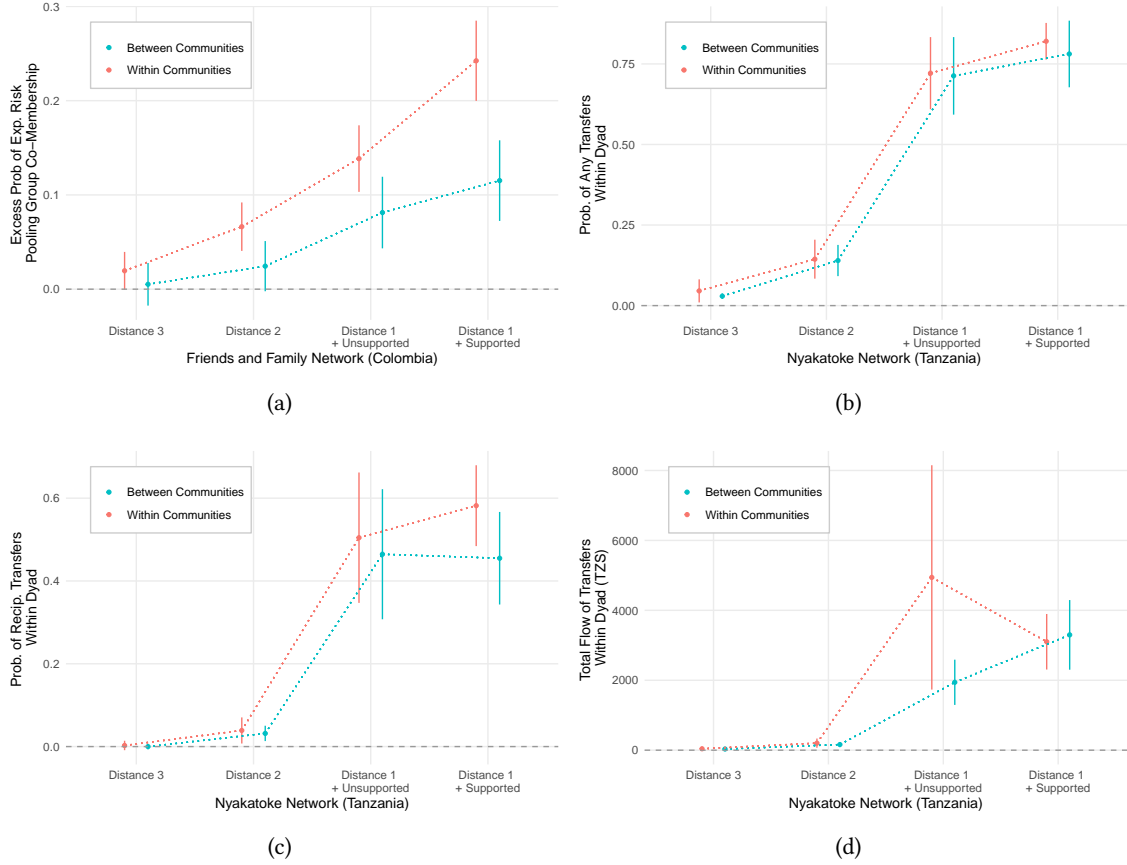 Excess Prob of Exp. Risk
Pooling Group Co−Membership
0.3
0.2
0.1
0.0
Between Communities
Within Communities
Distance 3
Distance 2
Distance 1
+ Unsupported
Distance 1
+ Supported
Friends and Family Network (Colombia)
(a)
Prob. of Any Transfers
Within Dyad
0.75
0.50
0.25
0.00
Between Communities
Within Communities
Distance 3
Distance 2
Distance 1
+ Unsupported
Distance 1
+ Supported
Nyakatoke Network (Tanzania)
(b)
Prob. of Recip. Transfers
Within Dyad
0.6
0.4
0.2
0.0
Between Communities
Within Communities
Distance 3
Distance 2
Distance 1
+ Unsupported
Distance 1
+ Supported
Nyakatoke Network (Tanzania)
(c)
Total Flow of Transfers
Within Dyad (TZS)
8000
6000
4000
2000
0
Between Communities
Within Communities
Distance 3
Distance 2
Distance 1
+ Unsupported
Distance 1
+ Supported
Nyakatoke Network (Tanzania)
(d)